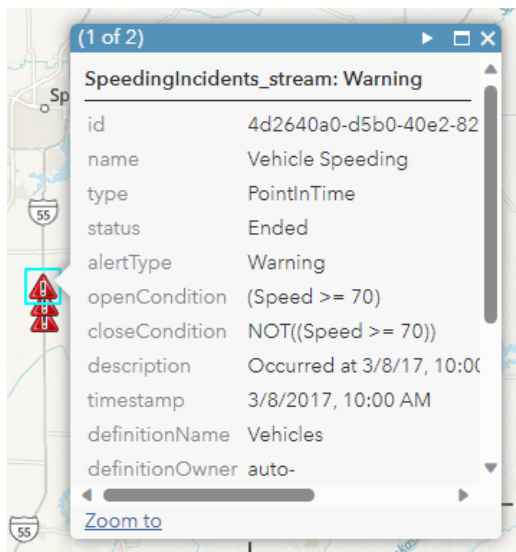 (1 of 2)
SpeedingIncidents_stream: Warning
Sp
id 4d2640a0-d5b0-40e2-82
name Vehicle Speeding
type PointInTime
55
status Ended
alertType Warning
openCondition (Speed >= 70)
closeCondition NOT((Speed >= 70))
description Occurred at 3/8/17, 10:00
timestamp 3/8/2017, 10:00 AM
definitionName Vehicles
definitionOwner auto-
Zoom to
55